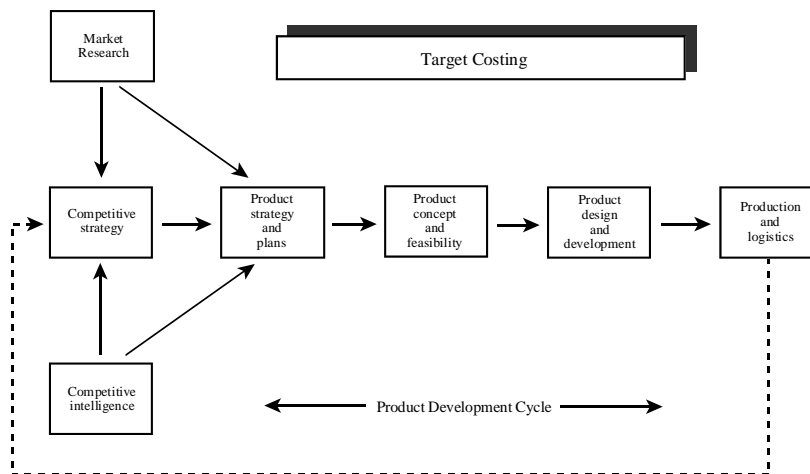 Market
Research
Target Costing
Competitive
strategy
Product
strategy
and
plans
Product
concept
and
feasibility
Product
design
and
development
Production
and
logistics
Competitive
intelligence
Product Development Cycle